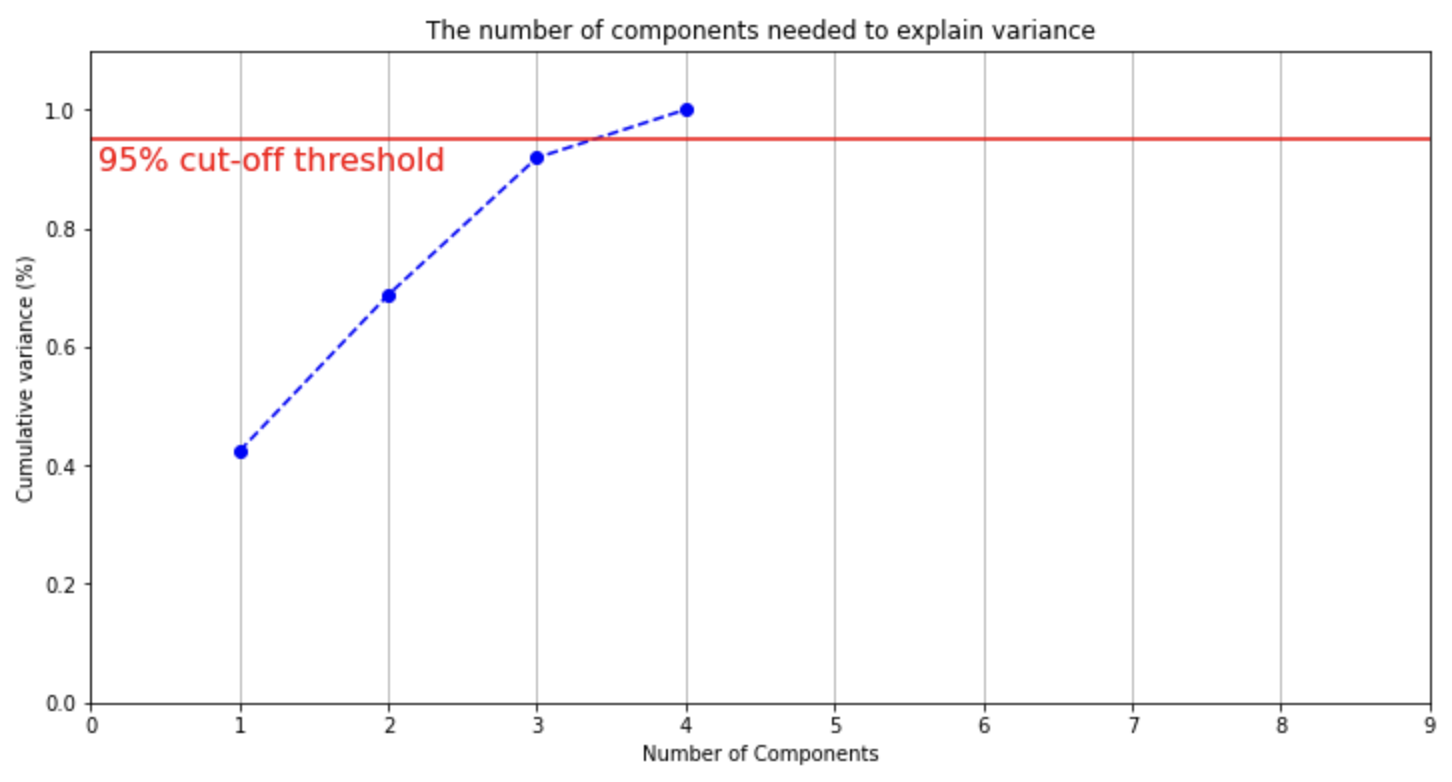 The number of components needed to explain variance
1.0
95% cut-off threshold
0.8
0.6
0.4
0.2
0.0
Cumulative variance (%)
0 1 2 3 4 5 6 7 8 9
Number of Components